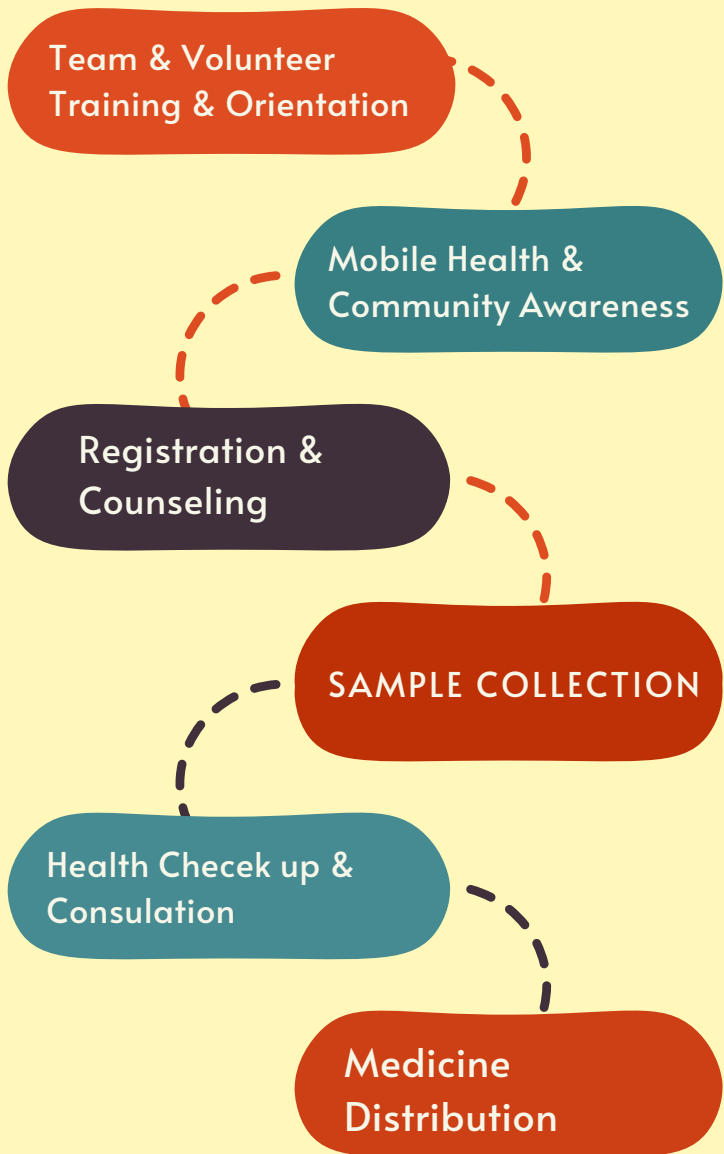 Team & Volunteer
Training & Orientation
Mobile Health &
Community Awareness
Registration &
Counseling
SAMPLE COLLECTION
Health Checek up &
Consulation
Medicine
Distribution